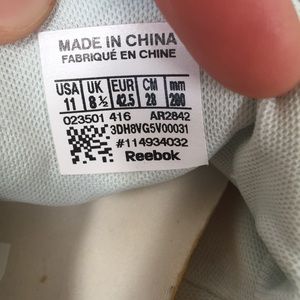 MADE IN CHINA
FABRIQUÉ EN CHINE
USA UK EUR CM mm
11 8½ 42.5 28 280
023501 416 AR2842
3DH8VG5V00031
#114934032
Reebok